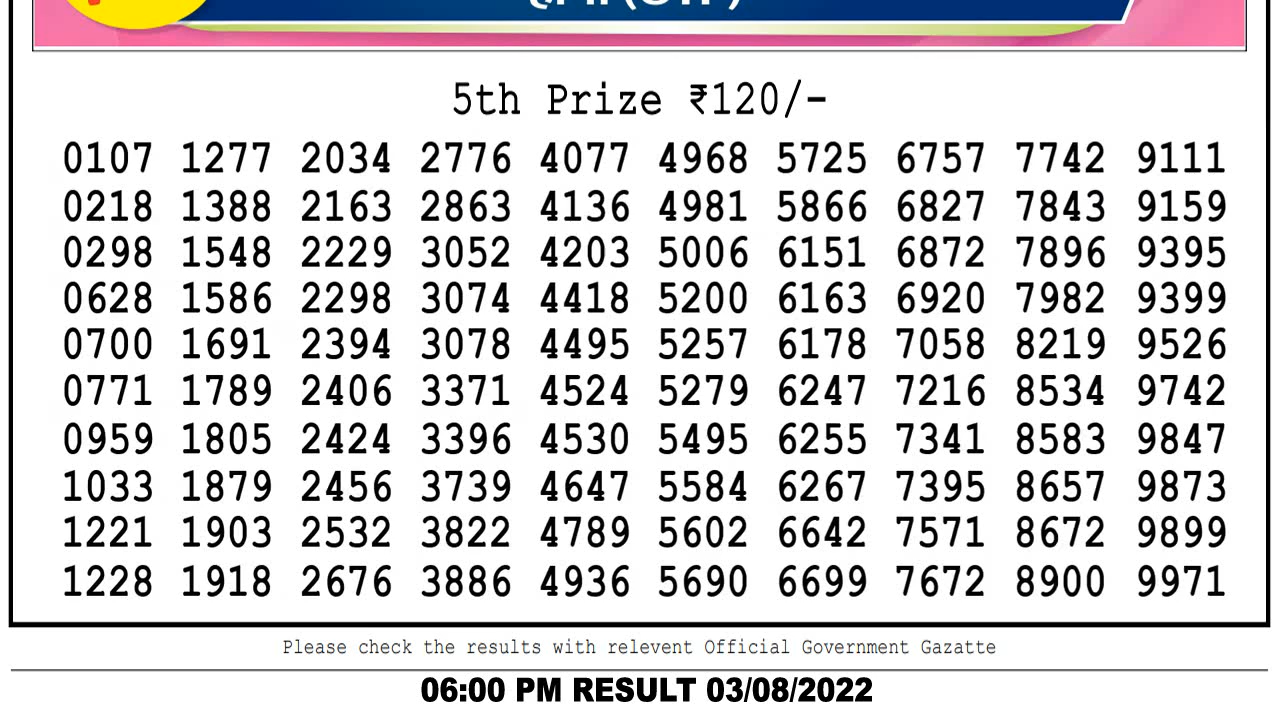 5th Prize ₹120/-
0107 1277 2034 2776 4077 4968 5725 6757 7742 9111
0218 1388 2163 2863 4136 4981 5866 6827 7843 9159
0298 1548 2229 3052 4203 5006 6151 6872 7896 9395
0628 1586 2298 3074 4418 5200 6163 6920 7982 9399
0700 1691 2394 3078 4495 5257 6178 7058 8219 9526
0771 1789 2406 3371 4524 5279 6247 7216 8534 9742
0959 1805 2424 3396 4530 5495 6255 7341 8583 9847
1033 1879 2456 3739 4647 5584 6267 7395 8657 9873
1221 1903 2532 3822 4789 5602 6642 7571 8672 9899
1228 1918 2676 3886 4936 5690 6699 7672 8900 9971
Please check the results with relevent Official Government Gazatte
06:00 PM RESULT 03/08/2022